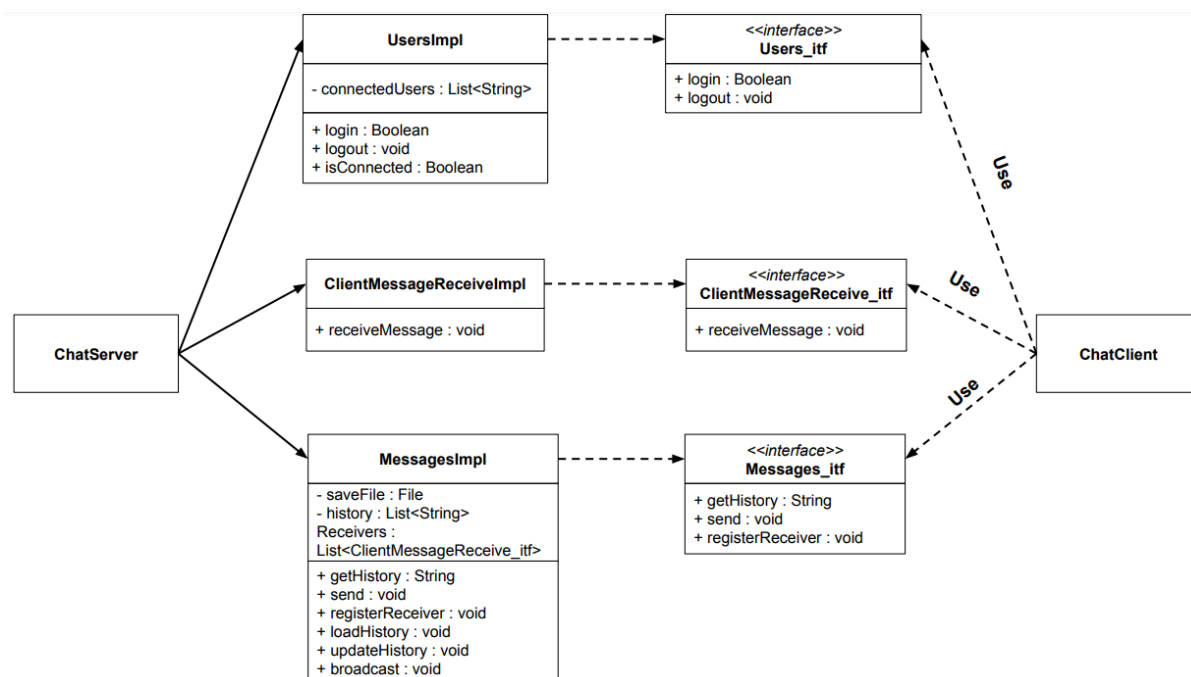 UsersImpl
- connectedUsers : List<String>
+ login : Boolean
+ logout : void
+ isConnected : Boolean
<<interface>>
Users_itf
+ login : Boolean
+ logout : void
Use
ClientMessageReceiveImpl
+ receiveMessage : void
<<interface>>
ClientMessageReceive_itf
+ receiveMessage : void
Use
ChatServer
ChatClient
Use
MessagesImpl
- saveFile : File
- history : List<String>
Receivers :
List<ClientMessageReceive_itf>
+ getHistory : String
+ send : void
+ registerReceiver : void
+ loadHistory : void
+ updateHistory : void
+ broadcast : void
<<interface>>
Messages_itf
+ getHistory : String
+ send : void
+ registerReceiver : void